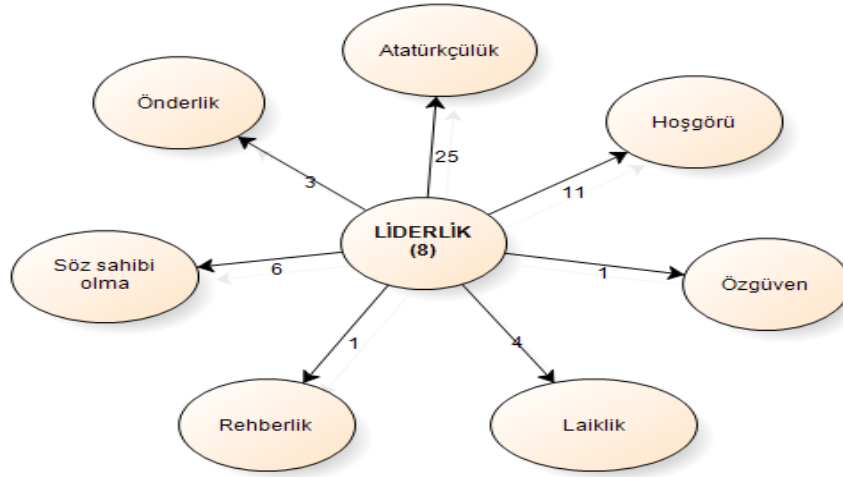 Atatürkçülük
Önderlik
Hoşgörü
25
3
11
LİDERLİK
(8)
Söz sahibi
olma
6
1
Özgüven
1
4
Rehberlik
Laiklik